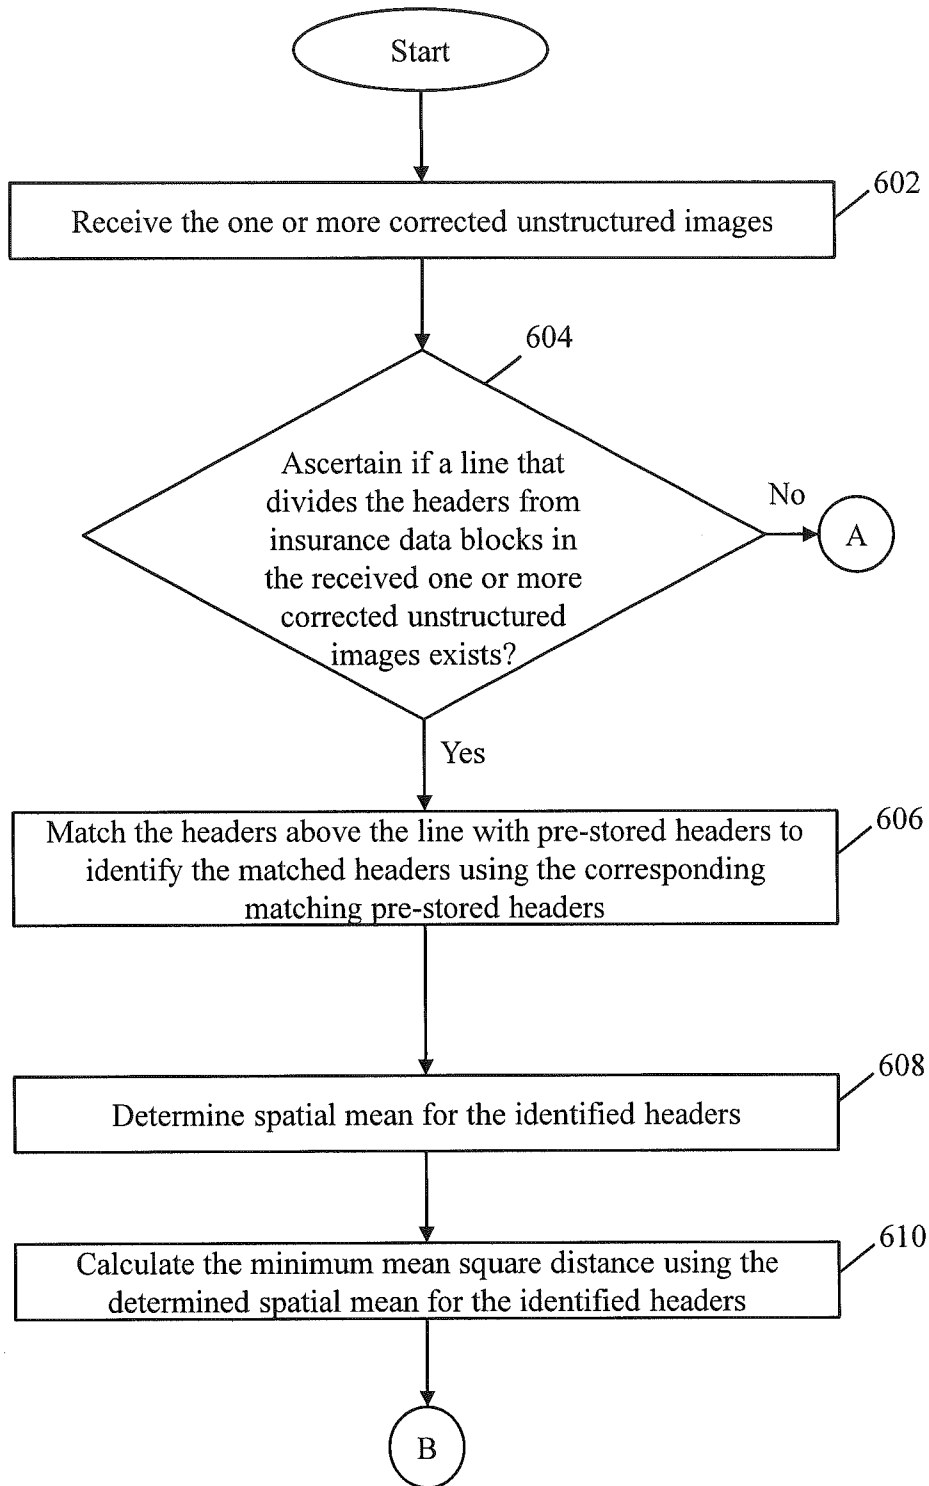 Start
602
Receive the one or more corrected unstructured images
604
Ascertain if a line that
divides the headers from
insurance data blocks in
the received one or more
corrected unstructured
images exists?
No
A
Yes
606
Match the headers above the line with pre-stored headers to
identify the matched headers using the corresponding
matching pre-stored headers
608
Determine spatial mean for the identified headers
610
Calculate the minimum mean square distance using the
determined spatial mean for the identified headers
B